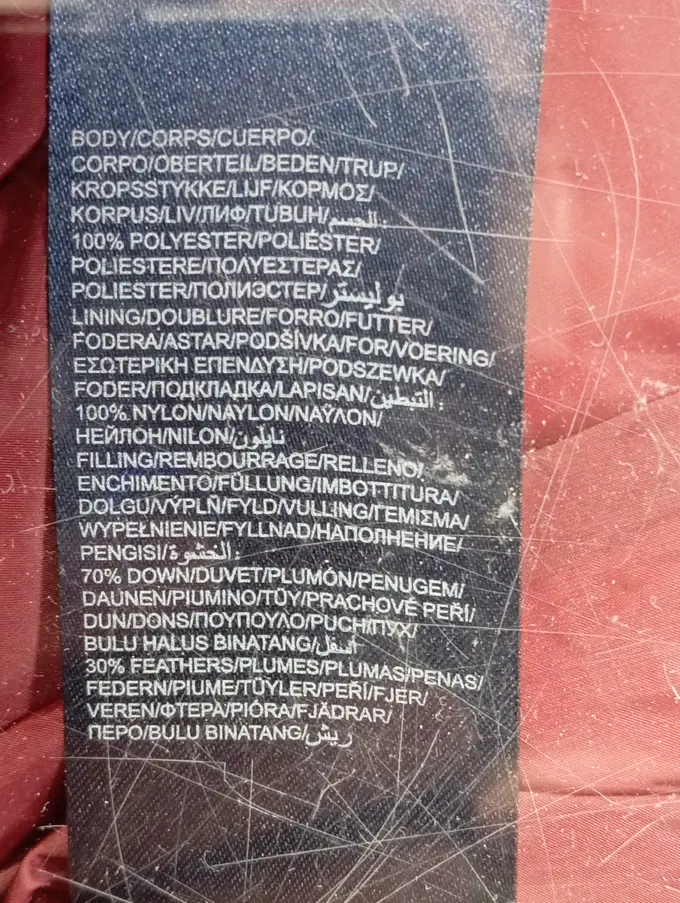 BODY/CORPS/CUERPO/
CORPO/OBERTEIL/BEDEN/TRUP/
KROPSSTYKKE/LIJF/ΚΟΡΜΟΣ/
KORPUS/LIV/ЛИФ/TUBUH/الجسم :
100% POLYESTER/POLIÉSTER/
POLIESTERE/ΠΟΛΥΕΣΤΕΡΑΣ/
POLIESTER/ПОЛИЭСТЕР/بوليستر
LINING/DOUBLURE/FORRO/FUTTER/
FODERA/ASTAR/PODŠÍVKA/FOR/VOERING/
ΕΣΩΤΕΡΙΚΗ ΕΠΕΝΔΥΣΗ/PODSZEWKA/
FODER/ПОДКЛАДКА/LAPISAN/التبطين :
100% NYLON/NAYLON/ΝΑΫΛΟΝ/
НЕЙЛОН/NILON/نايلون
FILLING/REMBOURRAGE/RELLENO/
ENCHIMENTO/FÜLLUNG/IMBOTTITURA/
DOLGU/VÝPLŇ/FYLD/VULLING/ΓΕΜΙΣΜΑ/
WYPEŁNIENIE/FYLLNAD/НАПОЛНЕНИЕ/
PENGISI/الحشوة :
70% DOWN/DUVET/PLUMÓN/PENUGEM/
DAUNEN/PIUMINO/TÜY/PRACHOVÉ PEŘÍ/
DUN/DONS/ΠΟΥΠΟΥΛΟ/PUCH/ПУХ/
BULU HALUS BINATANG/أسفل
30% FEATHERS/PLUMES/PLUMAS/PENAS/
FEDERN/PIUME/TÜYLER/PEŘÍ/FJER/
VEREN/ΦΤΕΡΑ/PIÓRA/FJÄDRAR/
ПЕРО/BULU BINATANG/ريش